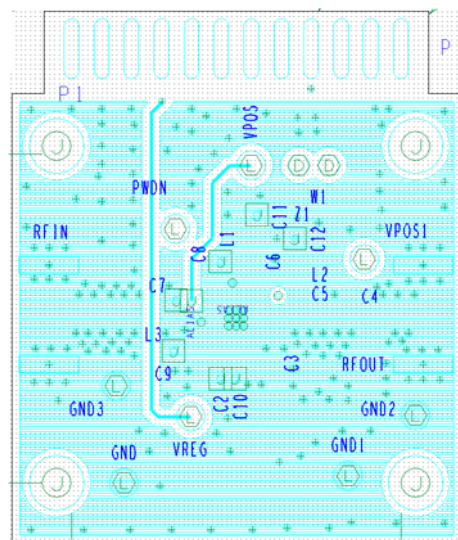 P
P1
VPOS
PWDN
W1
C11
Z1
RFIN
C12
VPOS1
L1
C8
C6
L2
C7
C5
C4
L3
C3
RFOUT
C9
C2
C10
GND3
GND2
VREG
GND
GND1
J
J
D
D
L
L
L
L
L
L
L
L
J
J